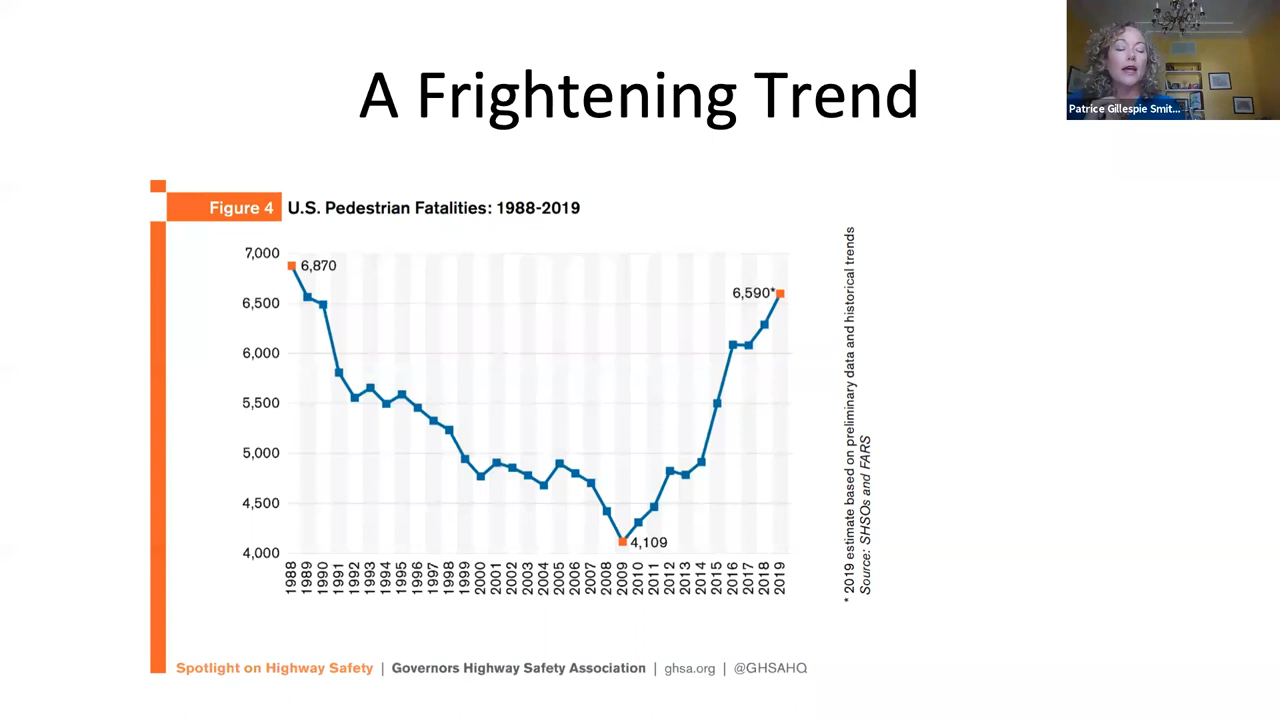 A Frightening Trend
Patrice Gillespie Smit...
Figure 4 U.S. Pedestrian Fatalities: 1988-2019
7,000
6,870
6,590*
6,500
6,000
5,500
5,000
4,500
4,109
4,000
1988 1989 1990 1991 1992 1993 1994 1995 1996 1997 1998 1999 2000 2001 2002 2003 2004 2005 2006 2007 2008 2009 2010 2011 2012 2013 2014 2015 2016 2017 2018 2019
* 2019 estimate based on preliminary data and historical trends
Source: SHSOs and FARS
Spotlight on Highway Safety | Governors Highway Safety Association | ghsa.org | @GHSAHQ